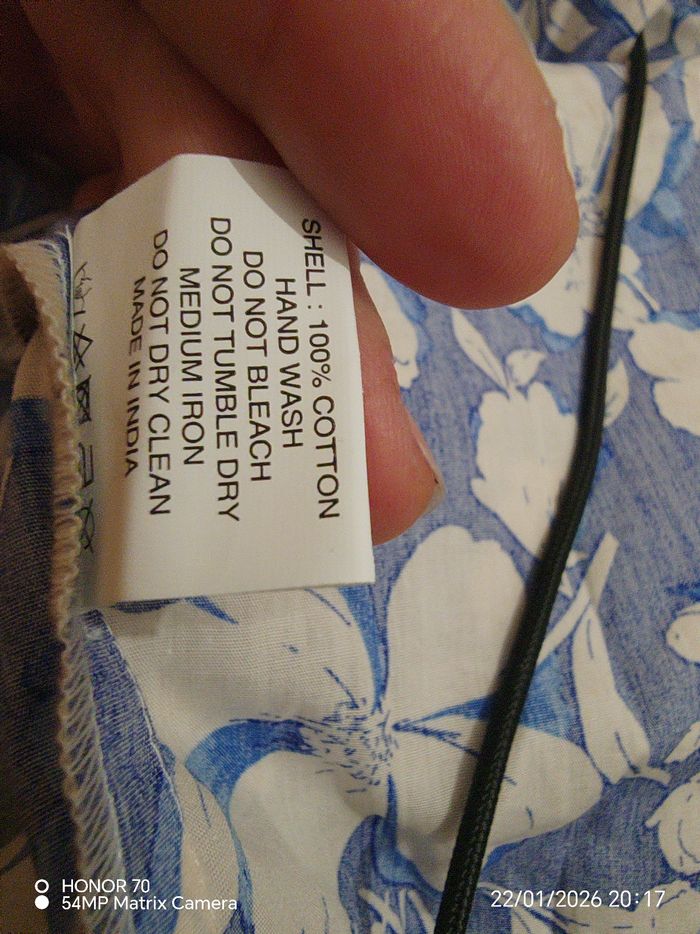 SHELL : 100% COTTON
HAND WASH
DO NOT BLEACH
DO NOT TUMBLE DRY
MEDIUM IRON
DO NOT DRY CLEAN
MADE IN INDIA
HONOR 70
54MP Matrix Camera
22/01/2026 20:17